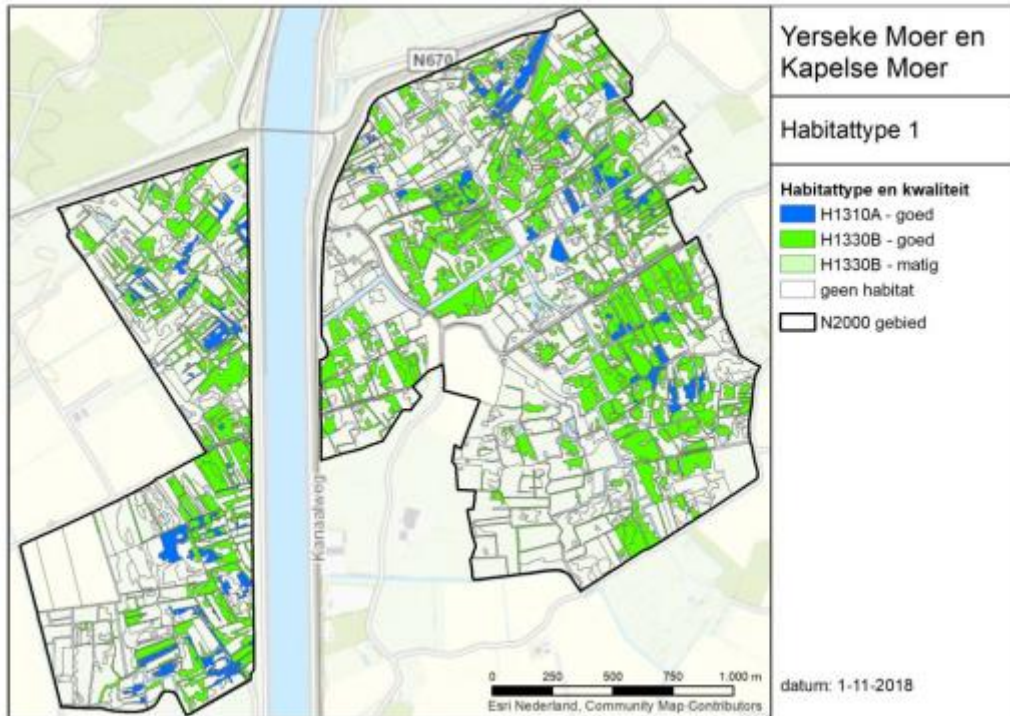 Yerseke Moer en
Kapelse Moer
Habitattype 1
Habitattype en kwaliteit
H1310A - goed
H1330B - goed
H1330B - matig
geen habitat
N2000 gebied
datum: 1-11-2018
N670
Kanaalweg
0 250 500 750 1.000 m
Esri Nederland, Community Map Contributors